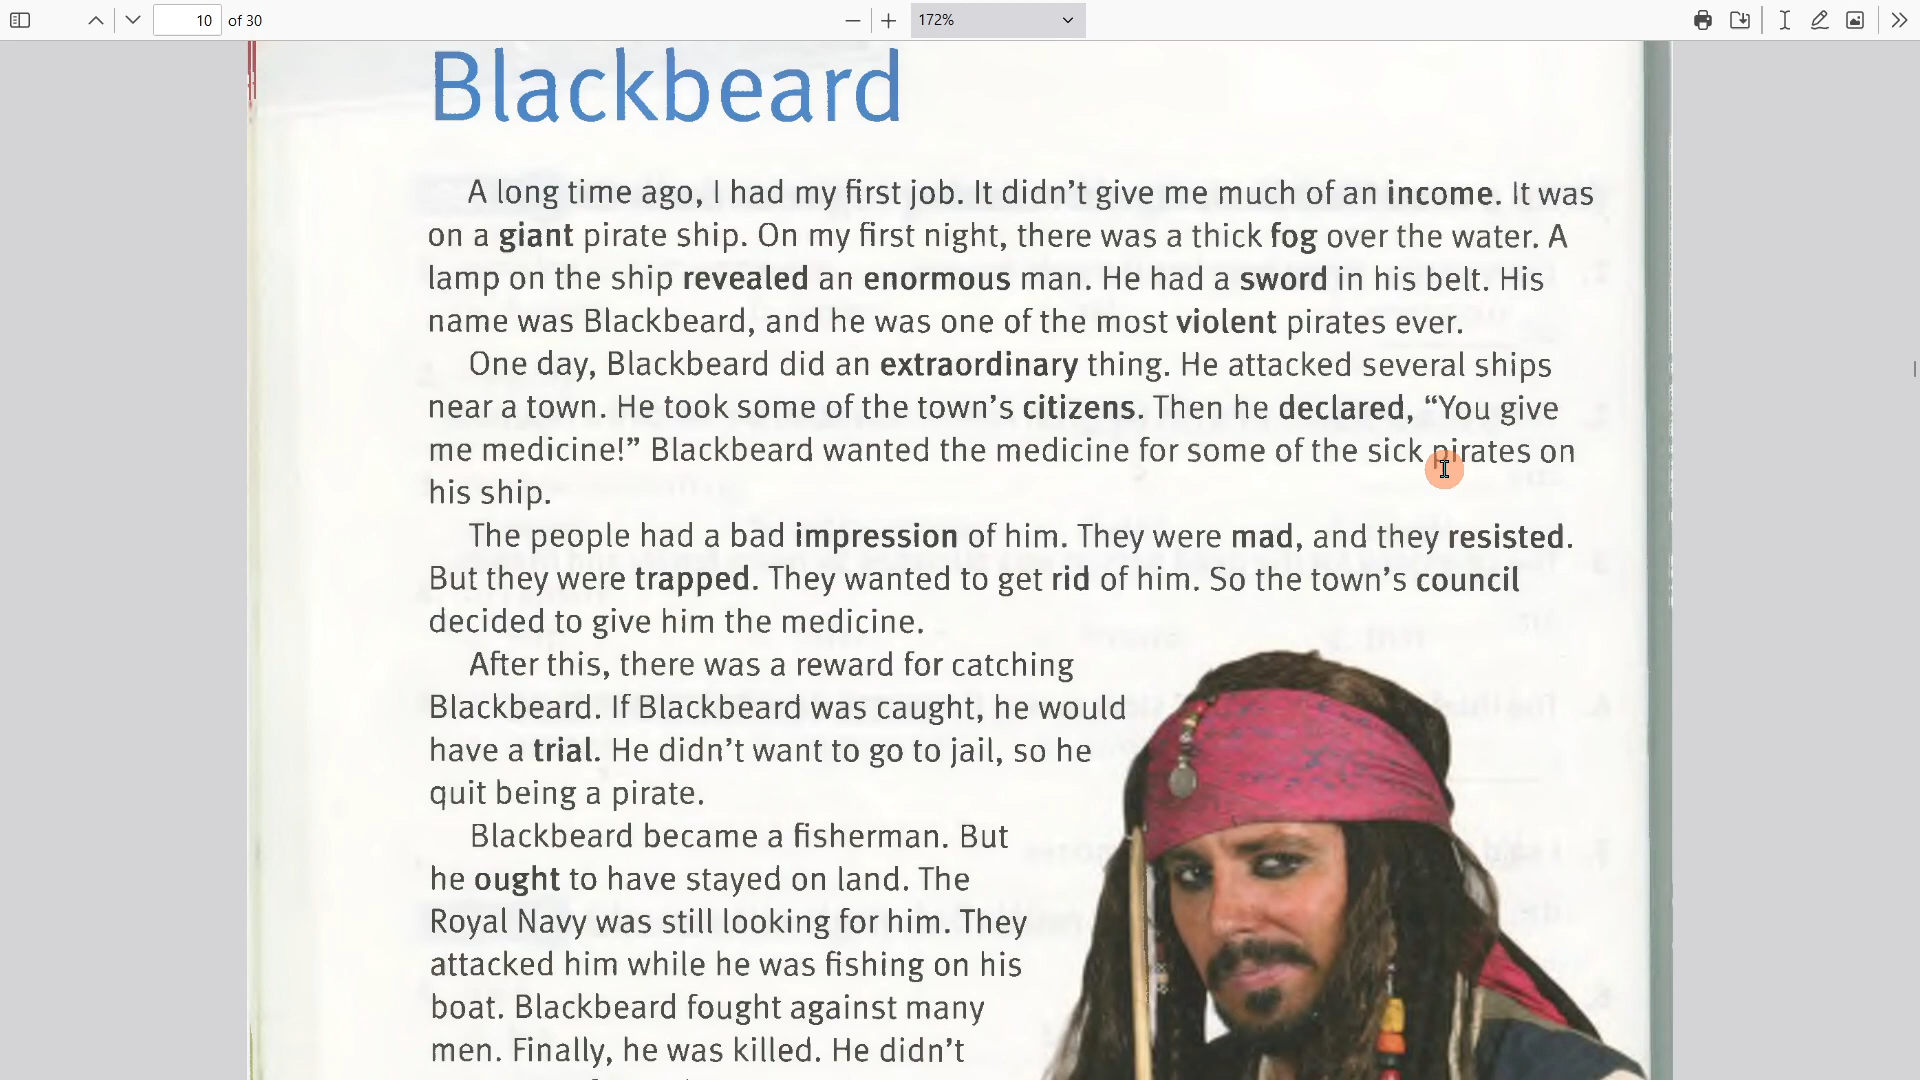 10 of 30
172%
Blackbeard
A long time ago, I had my first job. It didn't give me much of an income. It was
on a giant pirate ship. On my first night, there was a thick fog over the water. A
lamp on the ship revealed an enormous man. He had a sword in his belt. His
name was Blackbeard, and he was one of the most violent pirates ever.
One day, Blackbeard did an extraordinary thing. He attacked several ships
near a town. He took some of the town's citizens. Then he declared, “You give
me medicine!” Blackbeard wanted the medicine for some of the sick pirates on
his ship.
The people had a bad impression of him. They were mad, and they resisted.
But they were trapped. They wanted to get rid of him. So the town's council
decided to give him the medicine.
After this, there was a reward for catching
Blackbeard. If Blackbeard was caught, he would
have a trial. He didn't want to go to jail, so he
quit being a pirate.
Blackbeard became a fisherman. But
he ought to have stayed on land. The
Royal Navy was still looking for him. They
attacked him while he was fishing on his
boat. Blackbeard fought against many
men. Finally, he was killed. He didn't